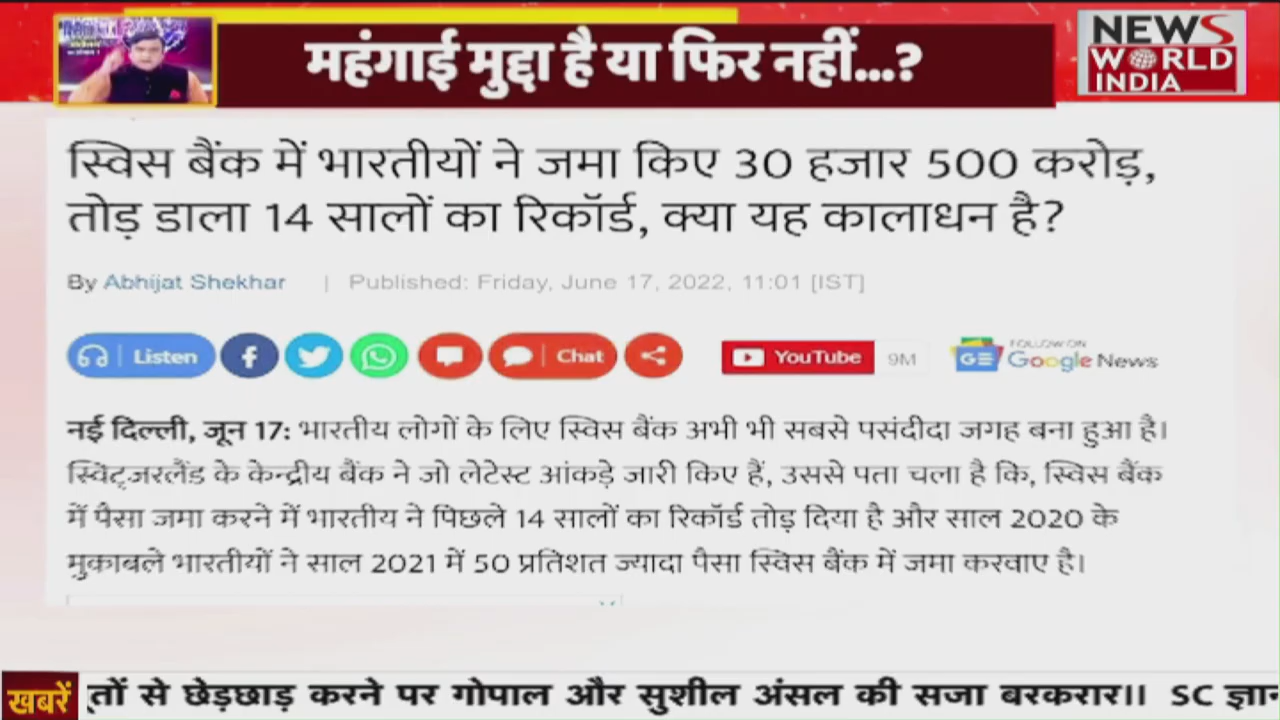 महंगाई मुद्दा है या फिर नहीं...?
NEWS
WORLD
INDIA
स्विस बैंक में भारतीयों ने जमा किए 30 हजार 500 करोड़,
तोड़ डाला 14 सालों का रिकॉर्ड, क्या यह कालाधन है?
By Abhijat Shekhar | Published: Friday, June 17, 2022, 11:01 [IST]
Listen Chat YouTube 9M GE FOLLOW ON
Google News
नई दिल्ली, जून 17: भारतीय लोगों के लिए स्विस बैंक अभी भी सबसे पसंदीदा जगह बना हुआ है।
स्विट्जरलैंड के केन्द्रीय बैंक ने जो लेटेस्ट आंकड़े जारी किए हैं, उससे पता चला है कि, स्विस बैंक
में पैसा जमा करने में भारतीय ने पिछले 14 सालों का रिकॉर्ड तोड़ दिया है और साल 2020 के
मुकाबले भारतीयों ने साल 2021 में 50 प्रतिशत ज्यादा पैसा स्विस बैंक में जमा करवाए है।
खबरें तों से छेड़छाड़ करने पर गोपाल और सुशील अंसल की सजा बरकरार।। SC ज्ञान